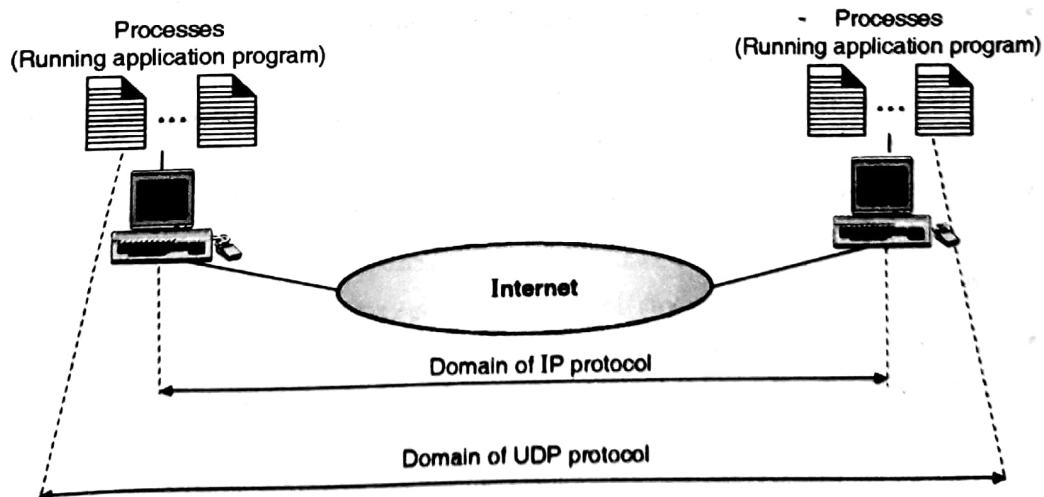 Processes
(Running application program)
Processes
(Running application program)
Internet
Domain of IP protocol
Domain of UDP protocol